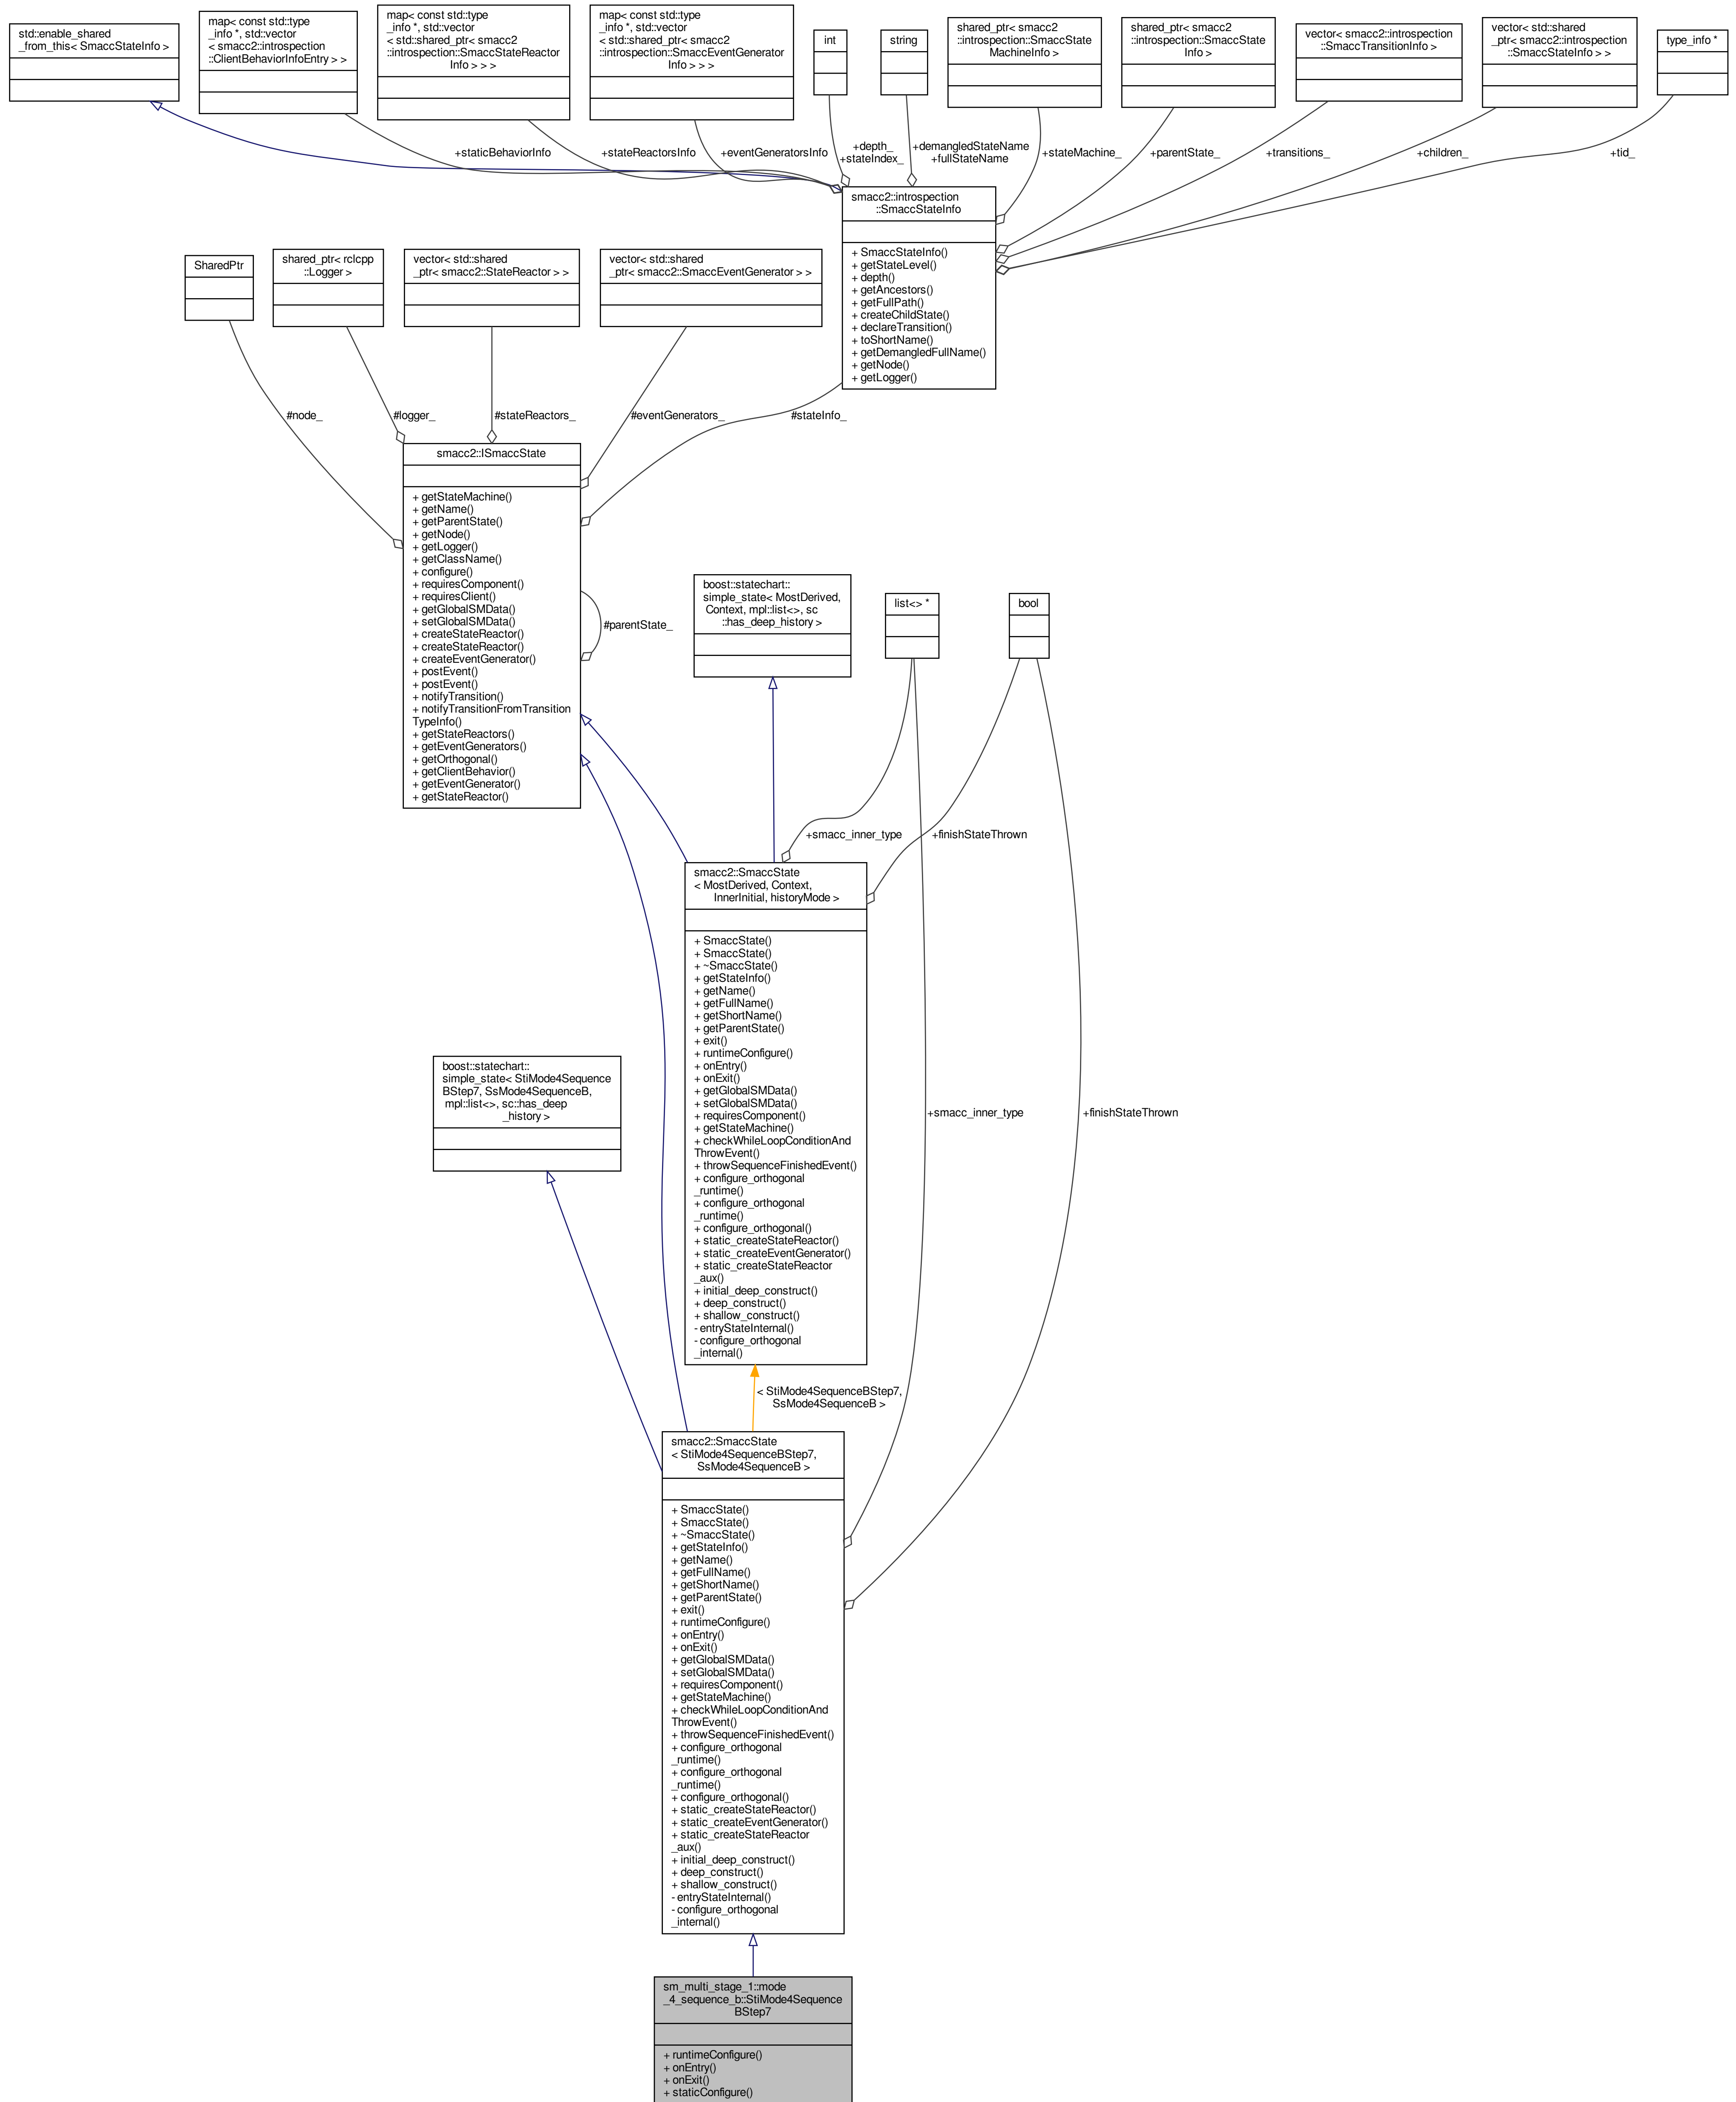 std::enable_shared
_from_this< SmaccStateInfo >
map< const std::type
_info *, std::vector
< smacc2::introspection
::ClientBehaviorInfoEntry > >
map< const std::type
_info *, std::vector
< std::shared_ptr< smacc2
::introspection::SmaccStateReactor
Info > > >
map< const std::type
_info *, std::vector
< std::shared_ptr< smacc2
::introspection::SmaccEventGenerator
Info > > >
int
string
shared_ptr< smacc2
::introspection::SmaccState
MachineInfo >
shared_ptr< smacc2
::introspection::SmaccState
Info >
vector< smacc2::introspection
::SmaccTransitionInfo >
vector< std::shared
_ptr< smacc2::introspection
::SmaccStateInfo > >
type_info *
+staticBehaviorInfo
+stateReactorsInfo
+eventGeneratorsInfo
+depth_
+stateIndex_
+demangledStateName
+fullStateName
+stateMachine_
+parentState_
+transitions_
+children_
+tid_
smacc2::introspection
::SmaccStateInfo
+ SmaccStateInfo()
+ getStateLevel()
+ depth()
+ getAncestors()
+ getFullPath()
+ createChildState()
+ declareTransition()
+ toShortName()
+ getDemangledFullName()
+ getNode()
+ getLogger()
SharedPtr
shared_ptr< rclcpp
::Logger >
vector< std::shared
_ptr< smacc2::StateReactor > >
vector< std::shared
_ptr< smacc2::SmaccEventGenerator > >
#node_
#logger_
#stateReactors_
#eventGenerators_
#stateInfo_
smacc2::ISmaccState
+ getStateMachine()
+ getName()
+ getParentState()
+ getNode()
+ getLogger()
+ getClassName()
+ configure()
+ requiresComponent()
+ requiresClient()
+ getGlobalSMData()
+ setGlobalSMData()
+ createStateReactor()
+ createStateReactor()
+ createEventGenerator()
+ postEvent()
+ postEvent()
+ notifyTransition()
+ notifyTransitionFromTransition
TypeInfo()
+ getStateReactors()
+ getEventGenerators()
+ getOrthogonal()
+ getClientBehavior()
+ getEventGenerator()
+ getStateReactor()
#parentState_
boost::statechart::
simple_state< MostDerived,
Context, mpl::list<>, sc
::has_deep_history >
list<> *
bool
+smacc_inner_type
+finishStateThrown
smacc2::SmaccState
< MostDerived, Context,
InnerInitial, historyMode >
+ SmaccState()
+ SmaccState()
+ ~SmaccState()
+ getStateInfo()
+ getName()
+ getFullName()
+ getShortName()
+ getParentState()
+ exit()
+ runtimeConfigure()
+ onEntry()
+ onExit()
+ getGlobalSMData()
+ setGlobalSMData()
+ requiresComponent()
+ getStateMachine()
+ checkWhileLoopConditionAnd
ThrowEvent()
+ throwSequenceFinishedEvent()
+ configure_orthogonal
_runtime()
+ configure_orthogonal
_runtime()
+ configure_orthogonal()
+ static_createStateReactor()
+ static_createEventGenerator()
+ static_createStateReactor
_aux()
+ initial_deep_construct()
+ deep_construct()
+ shallow_construct()
- entryStateInternal()
- configure_orthogonal
_internal()
boost::statechart::
simple_state< StiMode4Sequence
BStep7, SsMode4SequenceB,
mpl::list<>, sc::has_deep
_history >
+smacc_inner_type
+finishStateThrown
< StiMode4SequenceBStep7,
SsMode4SequenceB >
smacc2::SmaccState
< StiMode4SequenceBStep7,
SsMode4SequenceB >
+ SmaccState()
+ SmaccState()
+ ~SmaccState()
+ getStateInfo()
+ getName()
+ getFullName()
+ getShortName()
+ getParentState()
+ exit()
+ runtimeConfigure()
+ onEntry()
+ onExit()
+ getGlobalSMData()
+ setGlobalSMData()
+ requiresComponent()
+ getStateMachine()
+ checkWhileLoopConditionAnd
ThrowEvent()
+ throwSequenceFinishedEvent()
+ configure_orthogonal
_runtime()
+ configure_orthogonal
_runtime()
+ configure_orthogonal()
+ static_createStateReactor()
+ static_createEventGenerator()
+ static_createStateReactor
_aux()
+ initial_deep_construct()
+ deep_construct()
+ shallow_construct()
- entryStateInternal()
- configure_orthogonal
_internal()
sm_multi_stage_1::mode
_4_sequence_b::StiMode4Sequence
BStep7
+ runtimeConfigure()
+ onEntry()
+ onExit()
+ staticConfigure()